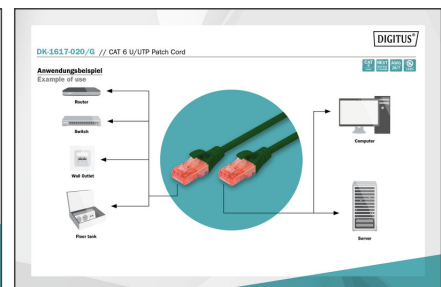 DIGITUS®
DK-1617-020/G // CAT 6 U/UTP Patch Cord
Anwendungsbeispiel
Example of use
Router
Switch
Wall Outlet
Floor tank
Computer
Server